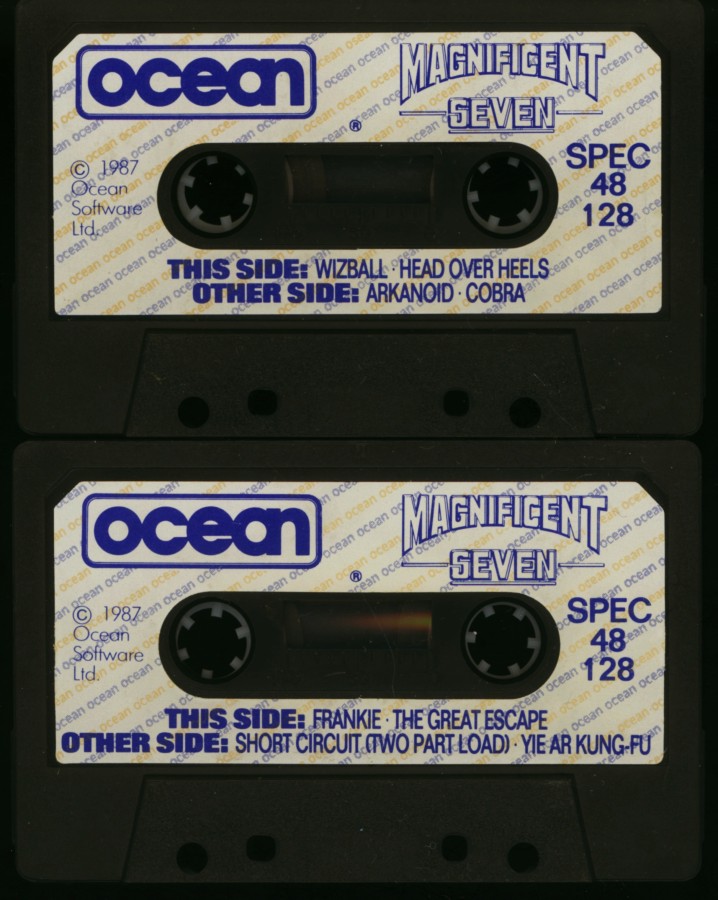 ocean
®
MAGNIFICENT
SEVEN
© 1987
Ocean
Software
Ltd.
SPEC
48
128
THIS SIDE: WIZBALL · HEAD OVER HEELS
OTHER SIDE: ARKANOID · COBRA
ocean
®
MAGNIFICENT
SEVEN
© 1987
Ocean
Software
Ltd.
SPEC
48
128
THIS SIDE: FRANKIE · THE GREAT ESCAPE
OTHER SIDE: SHORT CIRCUIT (TWO PART LOAD) · YIE AR KUNG-FU